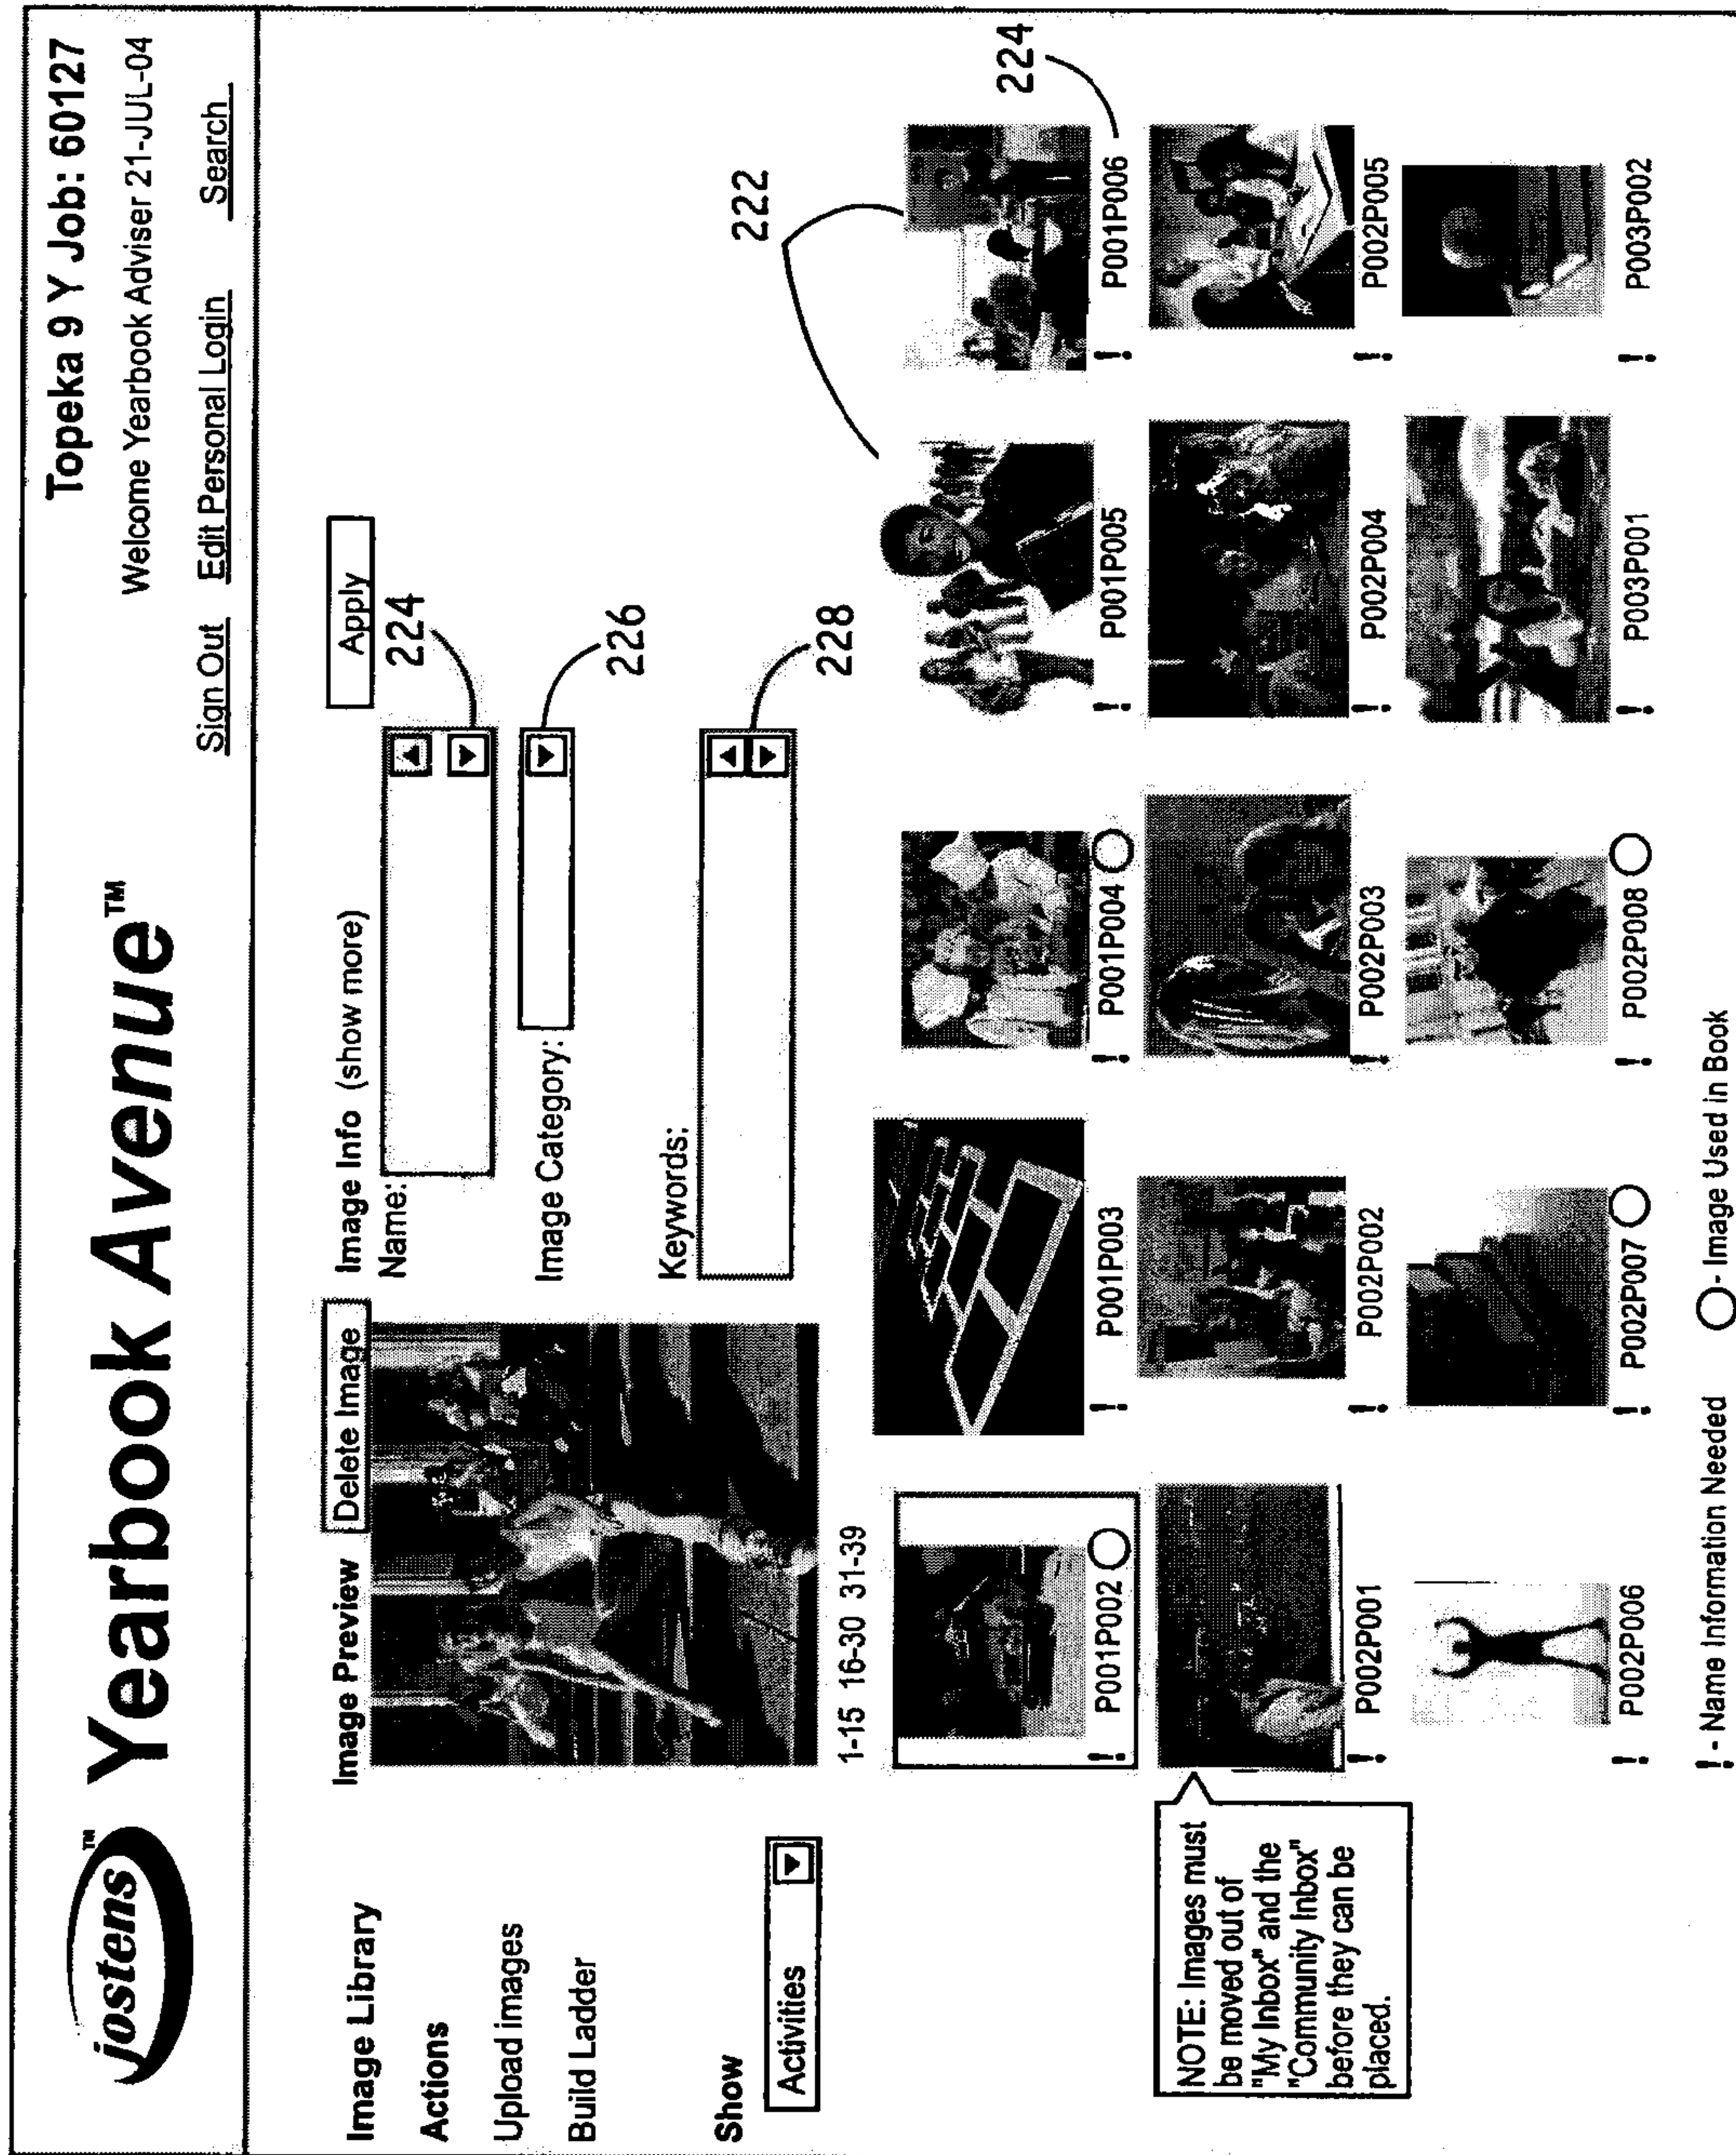 jostens™ Yearbook Avenue™
Topeka 9 Y Job: 60127
Welcome Yearbook Adviser 21-JUL-04
Sign Out Edit Personal Login Search
Image Library
Actions
Upload images
Build Ladder
Show
Activities
NOTE: Images must
be moved out of
"My Inbox" and the
"Community Inbox"
before they can be
placed.
Image Preview Delete Image
Image Info (show more)
Apply
Name:
224
Image Category:
226
Keywords:
228
1-15 16-30 31-39
222
! P001P002
! P001P003
! P001P004
! P001P005
! P001P006
224
! P002P001
! P002P002
! P002P003
! P002P004
! P002P005
! P002P006
! P002P007
! P002P008
! P003P001
! P003P002
! - Name Information Needed
- Image Used in Book